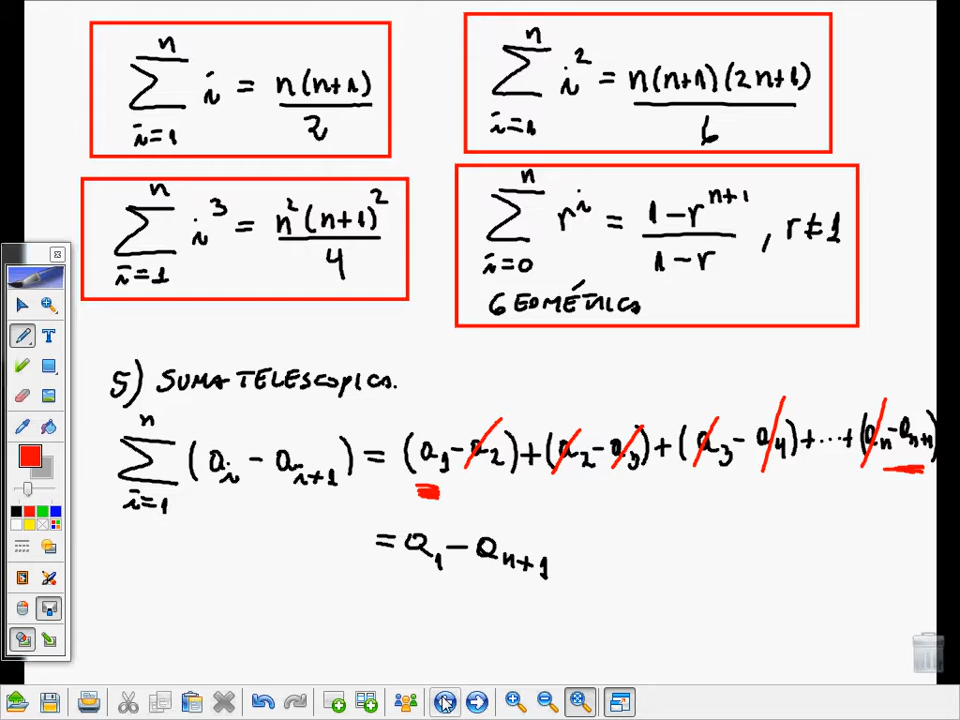 ∑_{i=1}^{n} i = n(n+1)/2
∑_{i=1}^{n} i² = n(n+1)(2n+1)/6
∑_{i=1}^{n} i³ = n²(n+1)²/4
∑_{i=0}^{n} r^i = (1-r^{n+1})/(1-r), r≠1
GEOMÉTRICA
5) SUMA TELESCOPICA.
∑_{i=1}^{n} (a_i - a_{i+1}) = (a_1 - a_2) + (a_2 - a_3) + (a_3 - a_4) + ... + (a_n - a_{n+1})
= a_1 - a_{n+1}
T